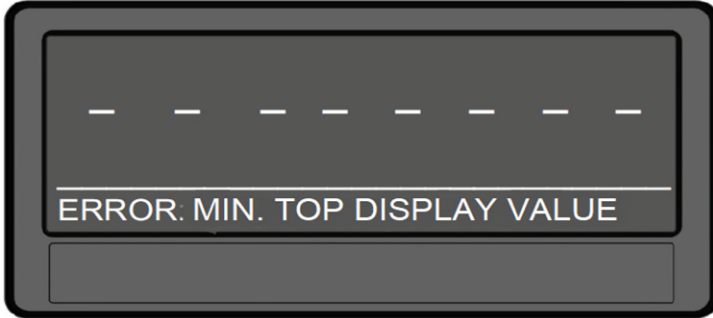 – – – – – – – –
ERROR: MIN. TOP DISPLAY VALUE